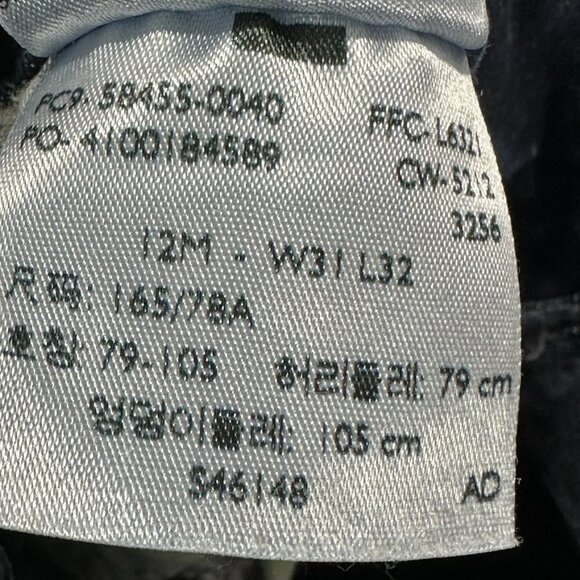 PC9- 58455-0040
PO- 4100184589
FFC- L6321
CW-5212
3256
12M - W31 L32
尺码: 165/78A
호칭 79-105 허리둘레: 79 cm
엉덩이둘레: 105 cm
S46148 AD